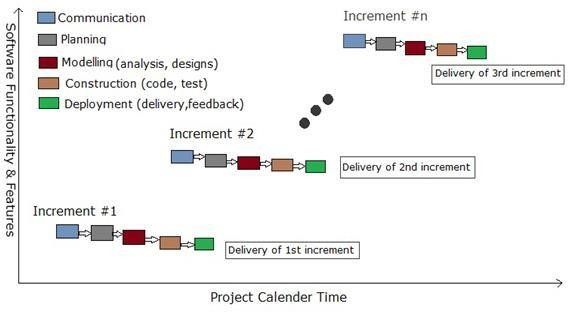 Software Functionality & Features
Communication
Planning
Modelling (analysis, designs)
Construction (code, test)
Deployment (delivery,feedback)
Increment #n
Delivery of 3rd increment
Increment #2
Delivery of 2nd increment
Increment #1
Delivery of 1st increment
Project Calender Time